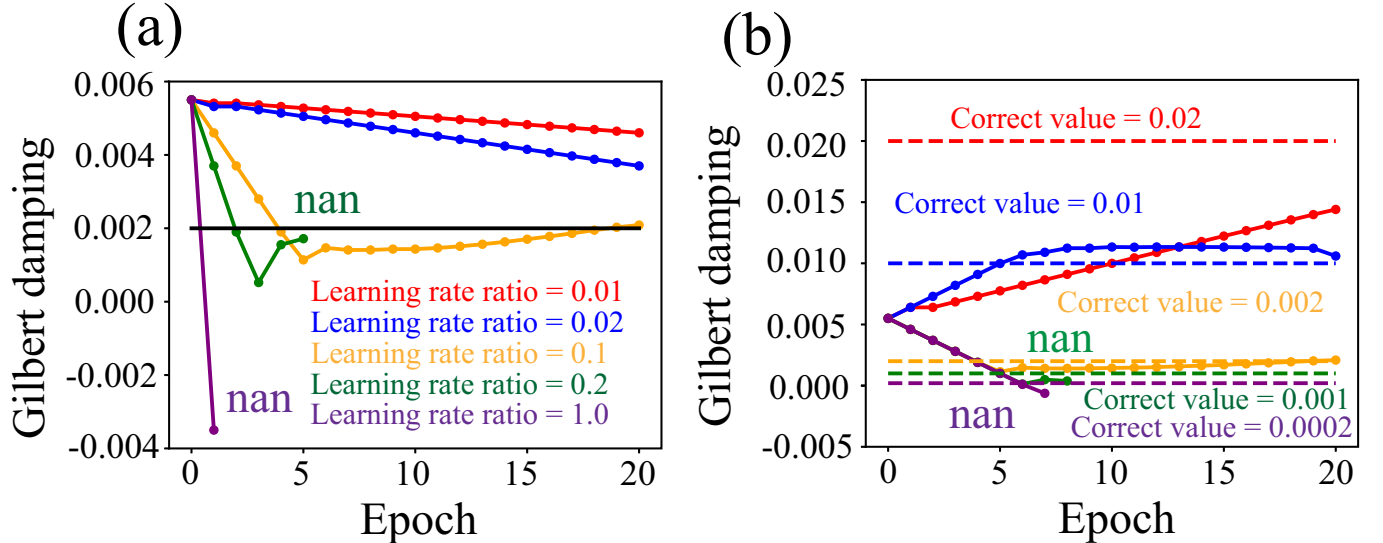 (a)
Gilbert damping
0.006
0.004
0.002
0.000
-0.002
-0.004
nan
Learning rate ratio = 0.01
Learning rate ratio = 0.02
Learning rate ratio = 0.1
Learning rate ratio = 0.2
Learning rate ratio = 1.0
nan
0 5 10 15 20
Epoch
(b)
Gilbert damping
0.025
0.020
0.015
0.010
0.005
0.000
-0.005
Correct value = 0.02
Correct value = 0.01
Correct value = 0.002
nan
Correct value = 0.001
nan
Correct value = 0.0002
0 5 10 15 20
Epoch